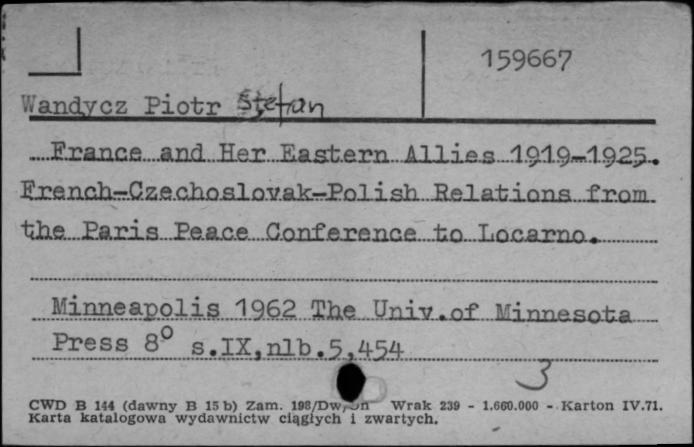 159667
Wandycz Piotr Stefan
France and Her Eastern Allies 1919-1925.
French-Czechoslovak-Polish Relations from
the Paris Peace Conference to Locarno.
Minneapolis 1962 The Univ.of Minnesota
Press 8° s.IX,nlb.5,454
3
CWD B 144 (dawny B 15 b) Zam. 198/Dw/ Wrak 239 - 1.660.000 - Karton IV.71.
Karta katalogowa wydawnictw ciągłych i zwartych.